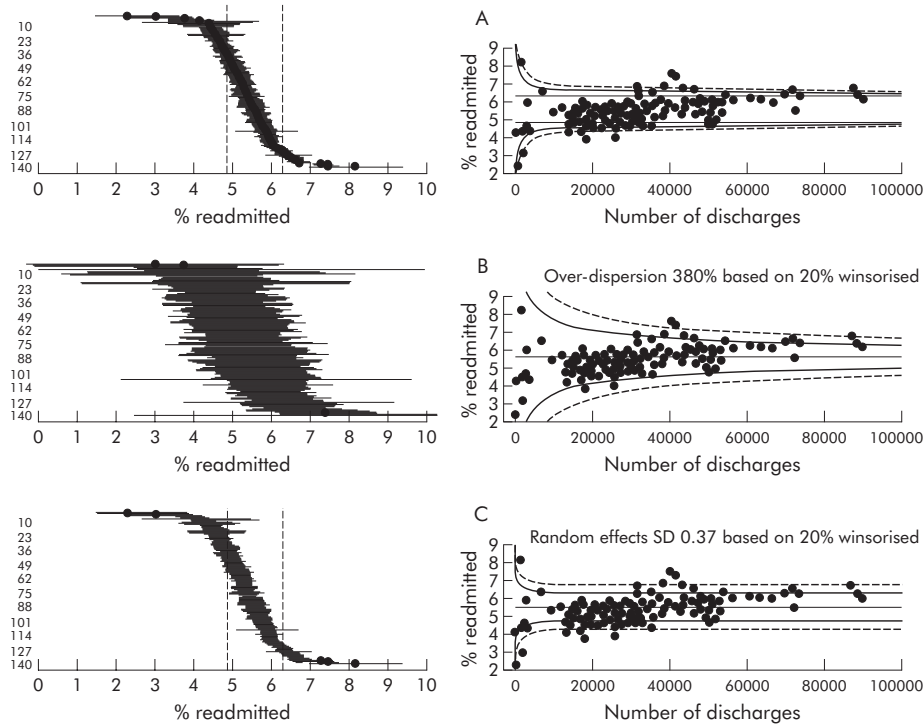 10
23
36
49
62
75
88
101
114
127
140
0 1 2 3 4 5 6 7 8 9 10
% readmitted
A
% readmitted
9
8
7
6
5
4
3
2
20000 40000 60000 80000 100000
Number of discharges
10
23
36
49
62
75
88
101
114
127
140
0 1 2 3 4 5 6 7 8 9 10
% readmitted
B
Over-dispersion 380% based on 20% winsorised
% readmitted
9
8
7
6
5
4
3
2
20000 40000 60000 80000 100000
Number of discharges
10
23
36
49
62
75
88
101
114
127
140
0 1 2 3 4 5 6 7 8 9 10
% readmitted
C
Random effects SD 0.37 based on 20% winsorised
% readmitted
9
8
7
6
5
4
3
2
20000 40000 60000 80000 100000
Number of discharges